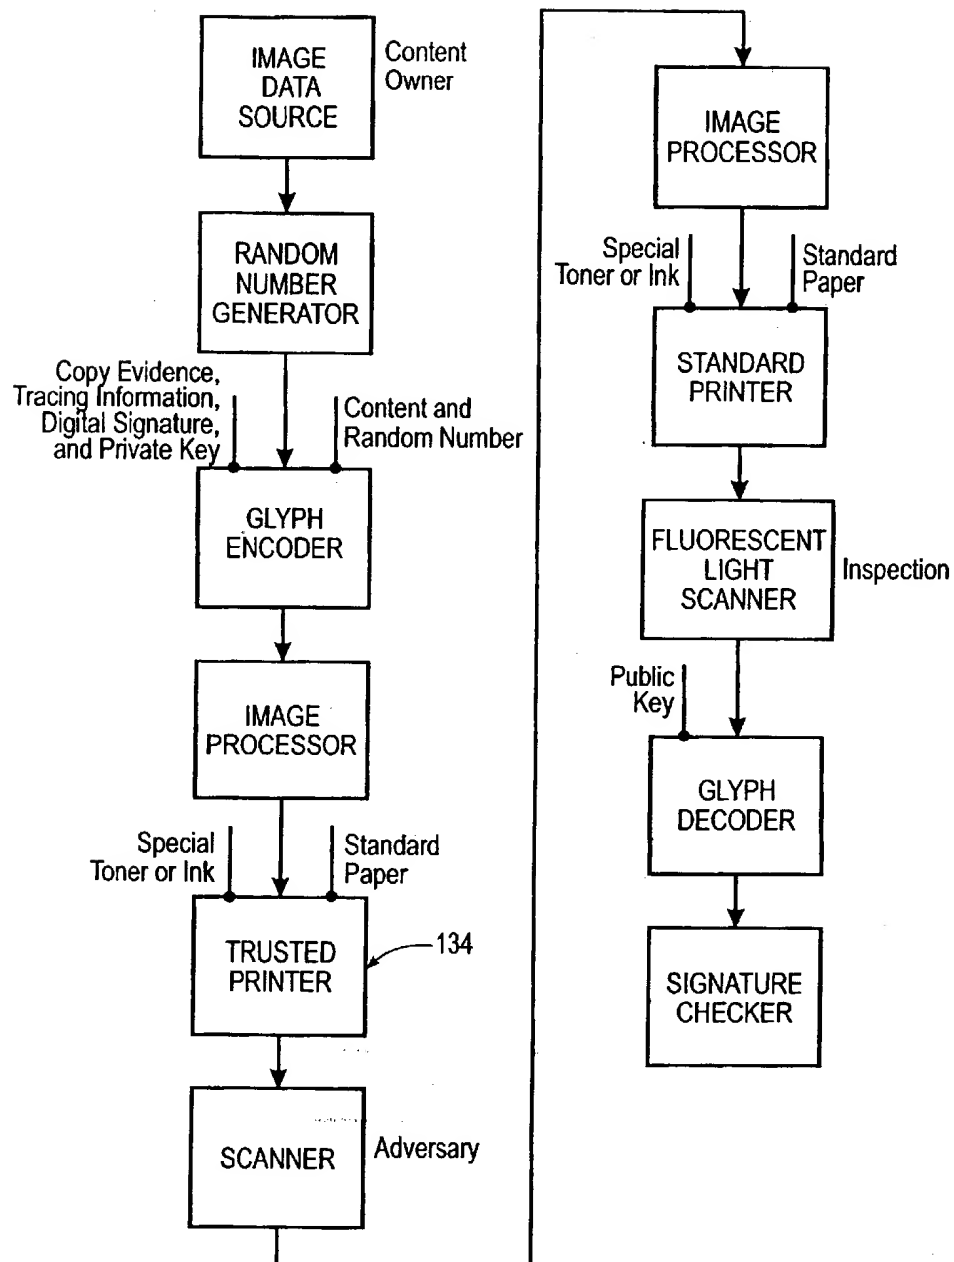 IMAGE
DATA
SOURCE
Content
Owner
RANDOM
NUMBER
GENERATOR
Copy Evidence,
Tracing Information,
Digital Signature,
and Private Key
Content and
Random Number
GLYPH
ENCODER
IMAGE
PROCESSOR
Special
Toner or Ink
Standard
Paper
TRUSTED
PRINTER
134
SCANNER
Adversary
IMAGE
PROCESSOR
Special
Toner or Ink
Standard
Paper
STANDARD
PRINTER
FLUORESCENT
LIGHT
SCANNER
Inspection
Public
Key
GLYPH
DECODER
SIGNATURE
CHECKER